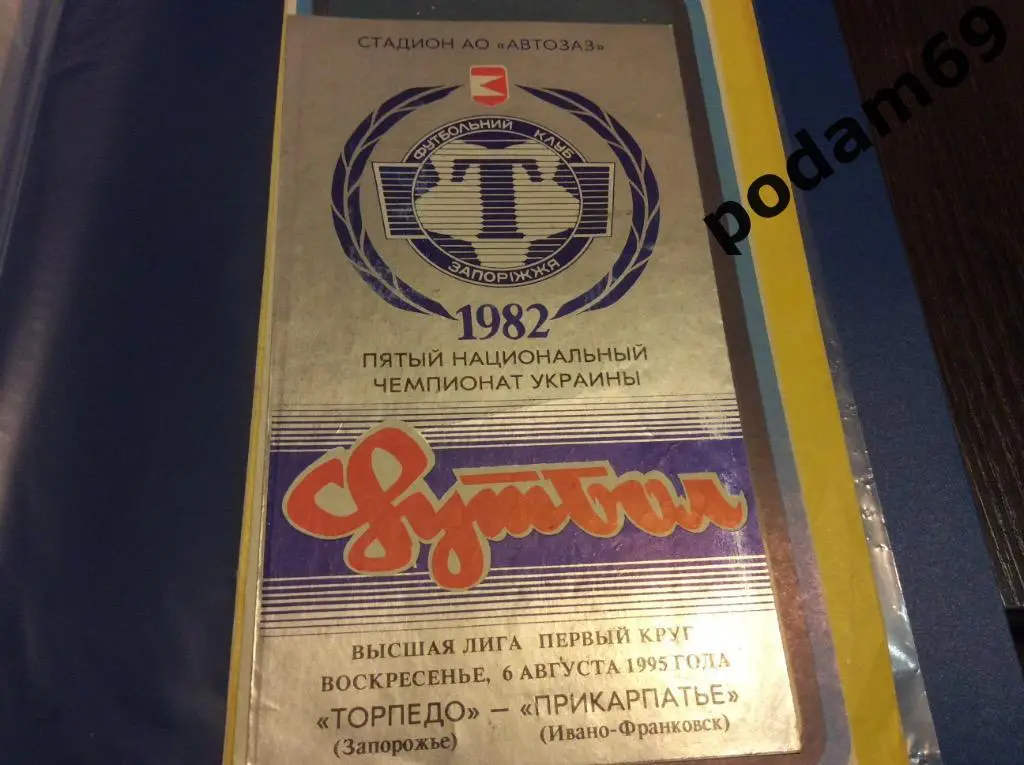 СТАДИОН АО «АВТОЗАЗ»
ФУТБОЛЬНИЙ КЛУБ
Т
ЗАПОРІЖЖЯ
1982
ПЯТЫЙ НАЦИОНАЛЬНЫЙ
ЧЕМПИОНАТ УКРАИНЫ
Футбол
ВЫСШАЯ ЛИГА ПЕРВЫЙ КРУГ
ВОСКРЕСЕНЬЕ, 6 АВГУСТА 1995 ГОДА
«ТОРПЕДО» — «ПРИКАРПАТЬЕ»
(Запорожье) (Ивано-Франковск)
podam69